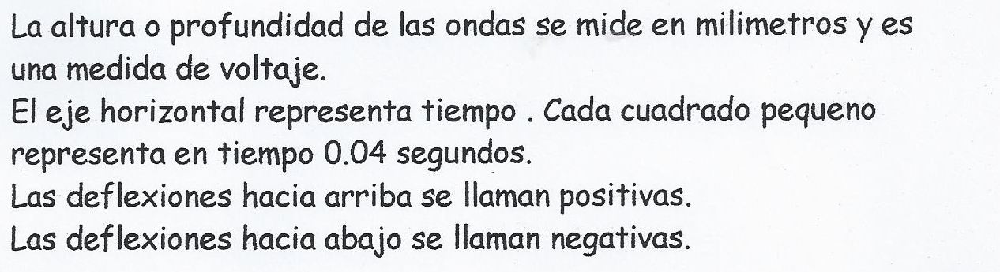 La altura o profundidad de las ondas se mide en milimetros y es
una medida de voltaje.
El eje horizontal representa tiempo . Cada cuadrado pequeno
representa en tiempo 0.04 segundos.
Las deflexiones hacia arriba se llaman positivas.
Las deflexiones hacia abajo se llaman negativas.